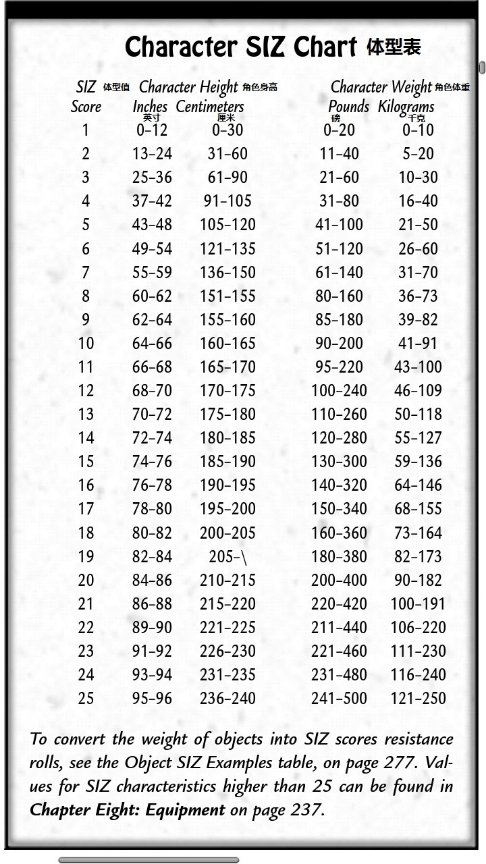 Character SIZ Chart 体型表
SIZ 体型值 Character Height 角色身高 Character Weight 角色体重
Score Inches Centimeters Pounds Kilograms
英寸 厘米 磅 千克
1 0–12 0–30 0–20 0–10
2 13–24 31–60 11–40 5–20
3 25–36 61–90 21–60 10–30
4 37–42 91–105 31–80 16–40
5 43–48 105–120 41–100 21–50
6 49–54 121–135 51–120 26–60
7 55–59 136–150 61–140 31–70
8 60–62 151–155 80–160 36–73
9 62–64 155–160 85–180 39–82
10 64–66 160–165 90–200 41–91
11 66–68 165–170 95–220 43–100
12 68–70 170–175 100–240 46–109
13 70–72 175–180 110–260 50–118
14 72–74 180–185 120–280 55–127
15 74–76 185–190 130–300 59–136
16 76–78 190–195 140–320 64–146
17 78–80 195–200 150–340 68–155
18 80–82 200–205 160–360 73–164
19 82–84 205–\ 180–380 82–173
20 84–86 210–215 200–400 90–182
21 86–88 215–220 220–420 100–191
22 89–90 221–225 211–440 106–220
23 91–92 226–230 221–460 111–230
24 93–94 231–235 231–480 116–240
25 95–96 236–240 241–500 121–250
To convert the weight of objects into SIZ scores resistance
rolls, see the Object SIZ Examples table, on page 277. Val-
ues for SIZ characteristics higher than 25 can be found in
Chapter Eight: Equipment on page 237.